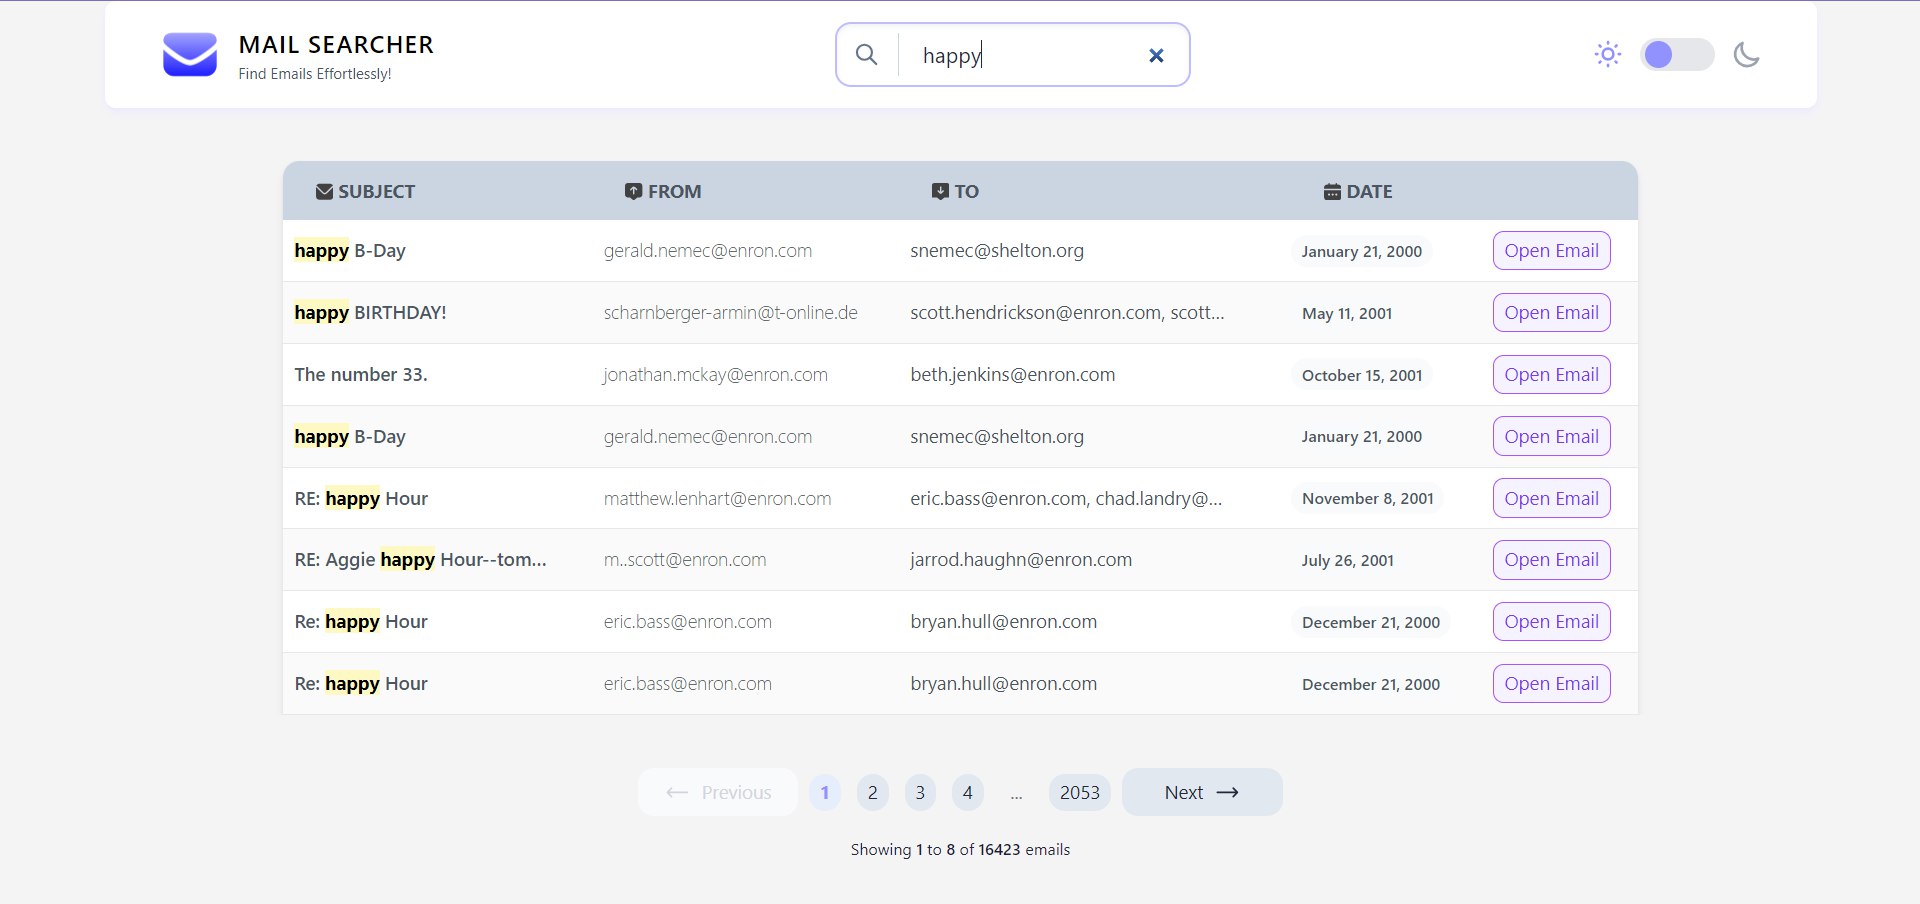 MAIL SEARCHER
Find Emails Effortlessly!
happy
SUBJECT FROM TO DATE
happy B-Day gerald.nemec@enron.com snemec@shelton.org January 21, 2000 Open Email
happy BIRTHDAY! scharnberger-armin@t-online.de scott.hendrickson@enron.com, scott... May 11, 2001 Open Email
The number 33. jonathan.mckay@enron.com beth.jenkins@enron.com October 15, 2001 Open Email
happy B-Day gerald.nemec@enron.com snemec@shelton.org January 21, 2000 Open Email
RE: happy Hour matthew.lenhart@enron.com eric.bass@enron.com, chad.landry@... November 8, 2001 Open Email
RE: Aggie happy Hour--tom... m..scott@enron.com jarrod.haughn@enron.com July 26, 2001 Open Email
Re: happy Hour eric.bass@enron.com bryan.hull@enron.com December 21, 2000 Open Email
Re: happy Hour eric.bass@enron.com bryan.hull@enron.com December 21, 2000 Open Email
Previous 1 2 3 4 ... 2053 Next
Showing 1 to 8 of 16423 emails